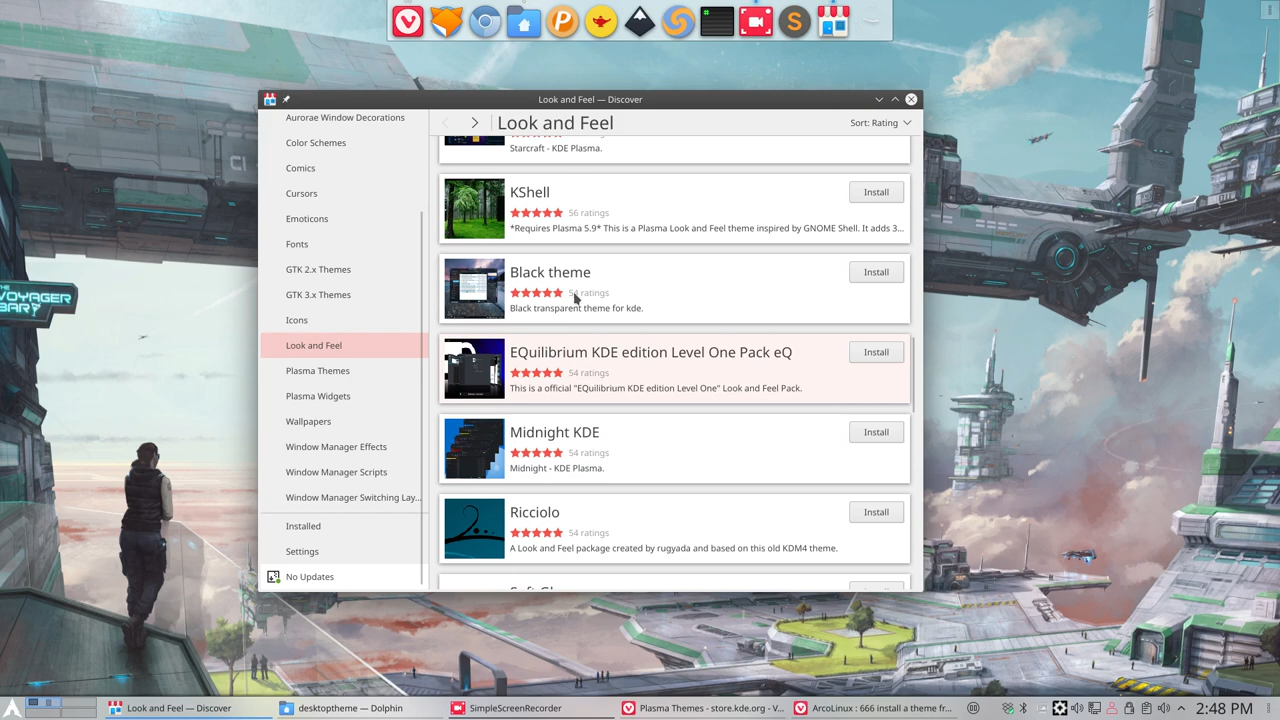 Look and Feel — Discover
Aurorae Window Decorations
Color Schemes
Comics
Cursors
Emoticons
Fonts
GTK 2.x Themes
GTK 3.x Themes
Icons
Look and Feel
Plasma Themes
Plasma Widgets
Wallpapers
Window Manager Effects
Window Manager Scripts
Window Manager Switching Lay...
Installed
Settings
No Updates
Look and Feel
Sort: Rating
Starcraft - KDE Plasma.
KShell
Install
56 ratings
*Requires Plasma 5.9* This is a Plasma Look and Feel theme inspired by GNOME Shell. It adds 3...
Black theme
Install
54 ratings
Black transparent theme for kde.
EQuilibrium KDE edition Level One Pack eQ
Install
54 ratings
This is a official "EQuilibrium KDE edition Level One" Look and Feel Pack.
Midnight KDE
Install
54 ratings
Midnight - KDE Plasma.
Ricciolo
Install
54 ratings
A Look and Feel package created by rugyada and based on this old KDM4 theme.
THE
VOYAGER
BAR
Look and Feel — Discover
desktoptheme — Dolphin
SimpleScreenRecorder
Plasma Themes - store.kde.org - V...
ArcoLinux : 666 install a theme fr...
2:48 PM